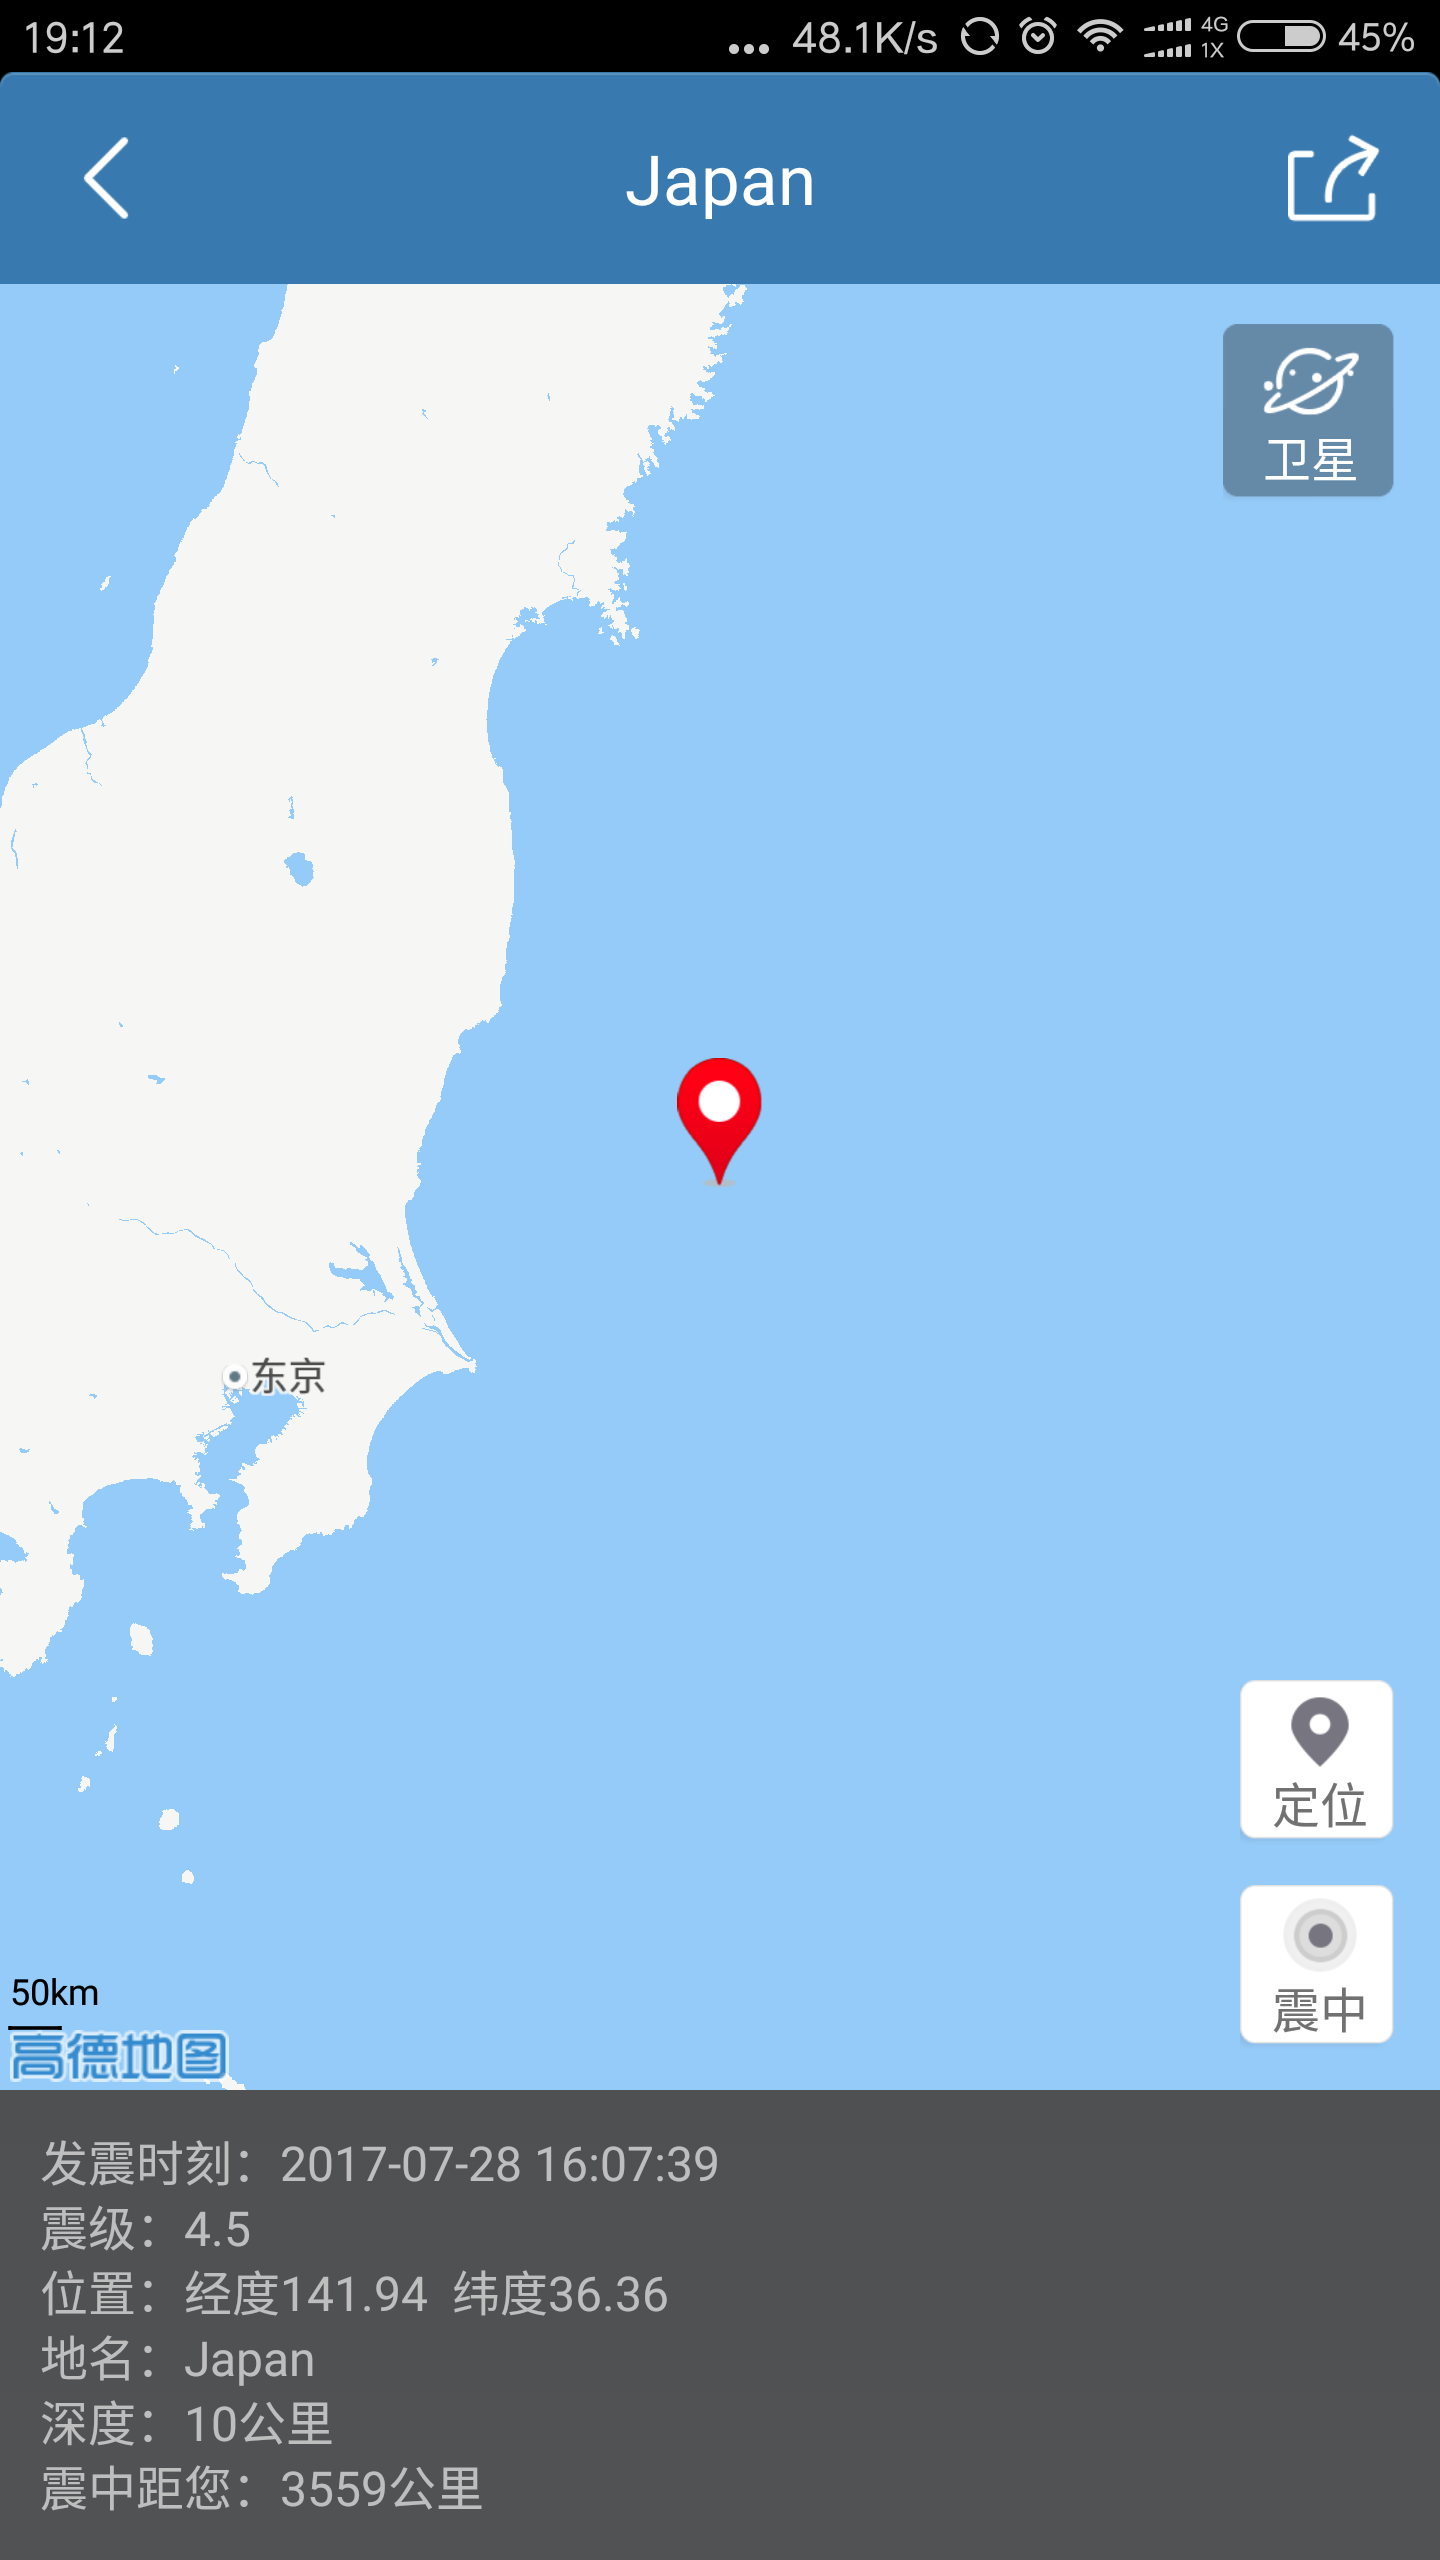 19:12
... 48.1K/s 4G 1X 45%
Japan
卫星
东京
定位
震中
50km
高德地图
发震时刻：2017-07-28 16:07:39
震级：4.5
位置：经度141.94 纬度36.36
地名：Japan
深度：10公里
震中距您：3559公里